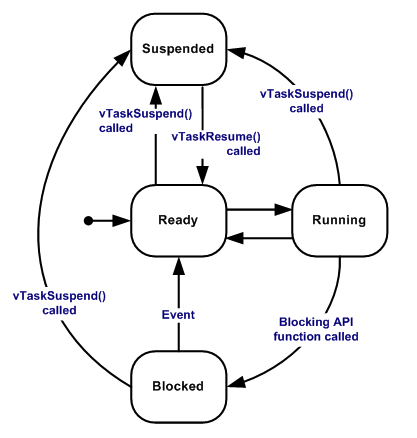 Suspended
vTaskSuspend()
called
vTaskSuspend()
called
vTaskResume()
called
Ready
Running
vTaskSuspend()
called
Event
Blocking API
function called
Blocked